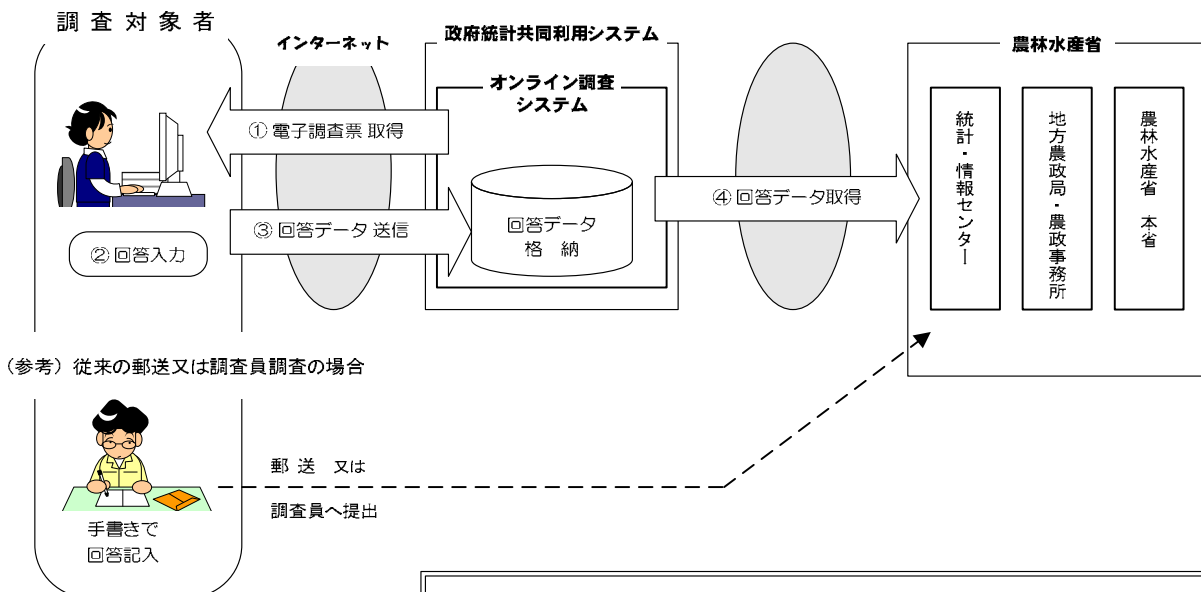 調査対象者
インターネット
政府統計共同利用システム
オンライン調査
システム
農林水産省
① 電子調査票 取得
② 回答入力
③ 回答データ 送信
回答データ
格 納
④ 回答データ取得
統計・情報センター
地方農政局・農政事務所
農林水産省 本省
（参考）従来の郵送又は調査員調査の場合
手書きで
回答記入
郵 送 又は
調査員へ提出